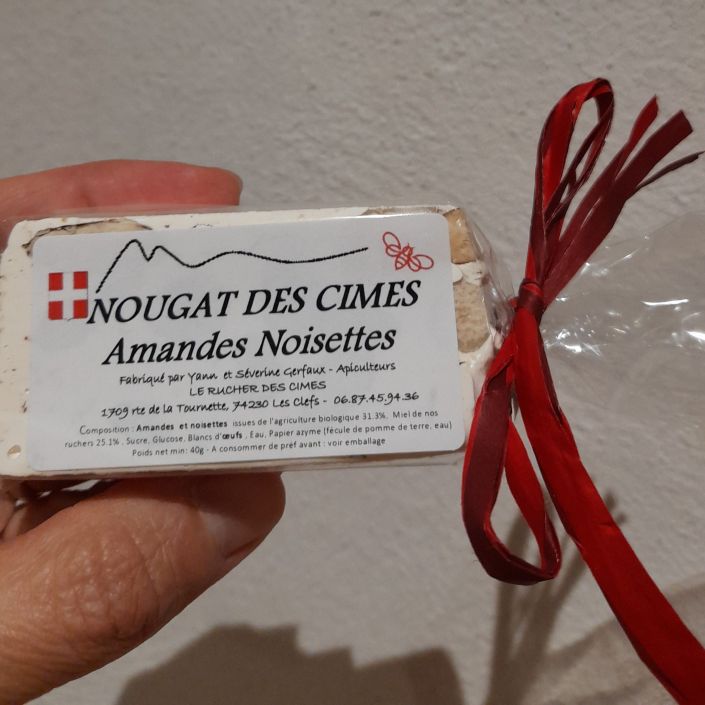 NOUGAT DES CIMES
Amandes Noisettes
Fabriqué par Yann et Séverine Gerfaux - Apiculteurs
LE RUCHER DES CIMES
1709 rte de la Tournette, 74230 Les Clefs - 06.87.45.94.36
Composition : Amandes et noisettes issues de l'agriculture biologique 31.3%, Miel de nos
ruchers 25.1% , Sucre, Glucose, Blancs d'œufs , Eau, Papier azyme (fécule de pomme de terre, eau)
Poids net min: 40g - A consommer de préf avant : voir emballage